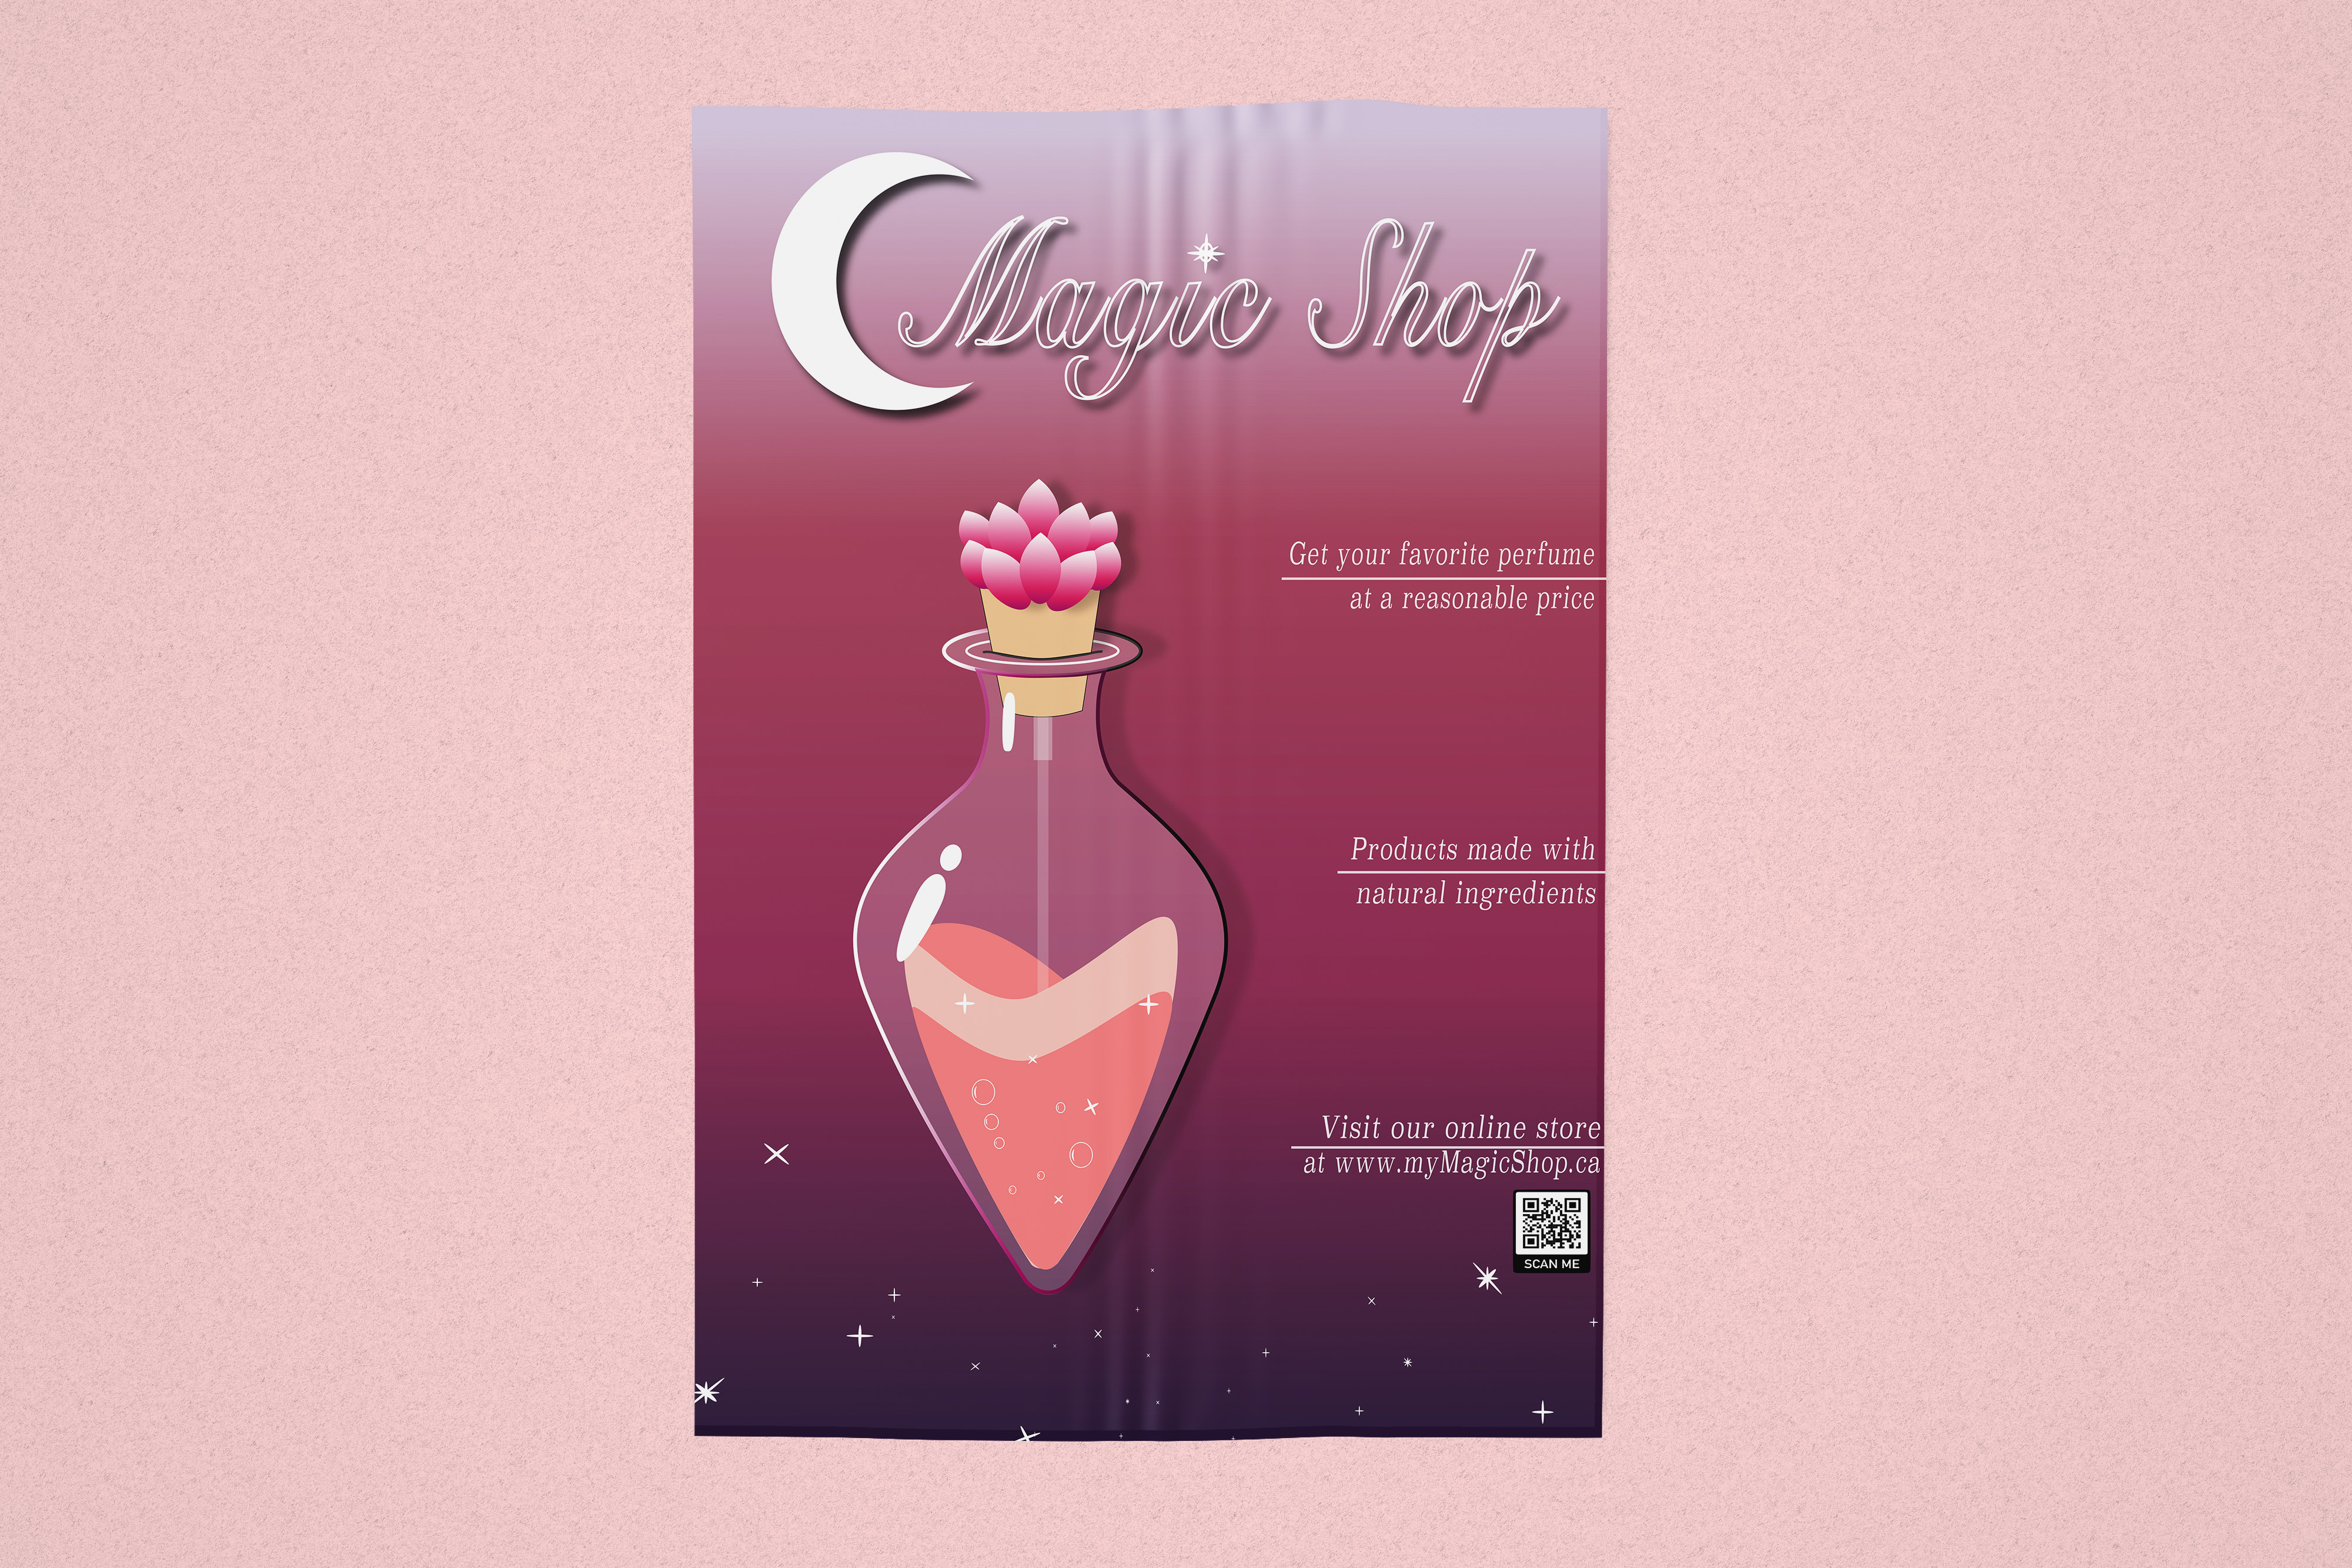 Magic Shop
Get your favorite perfume
at a reasonable price
Products made with
natural ingredients
Visit our online store
at www.myMagicShop.ca
SCAN ME